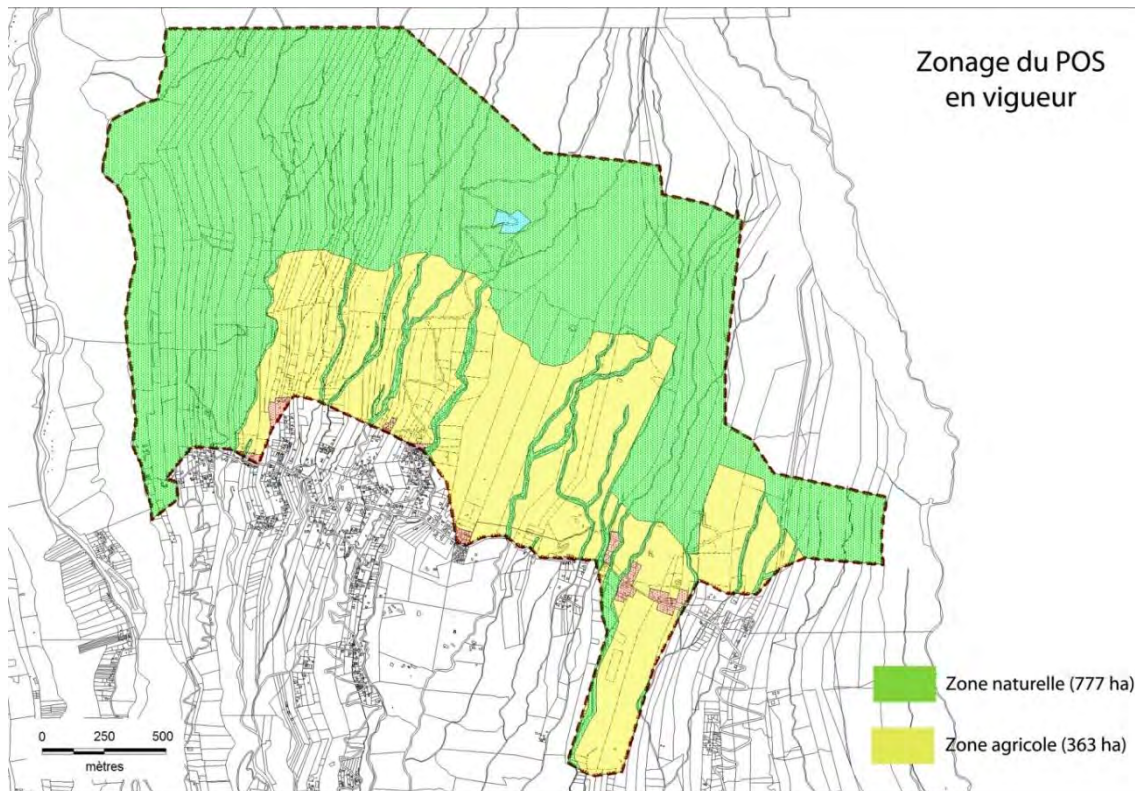 Zonage du POS
en vigueur
Zone naturelle (777 ha)
Zone agricole (363 ha)
0 250 500
mètres